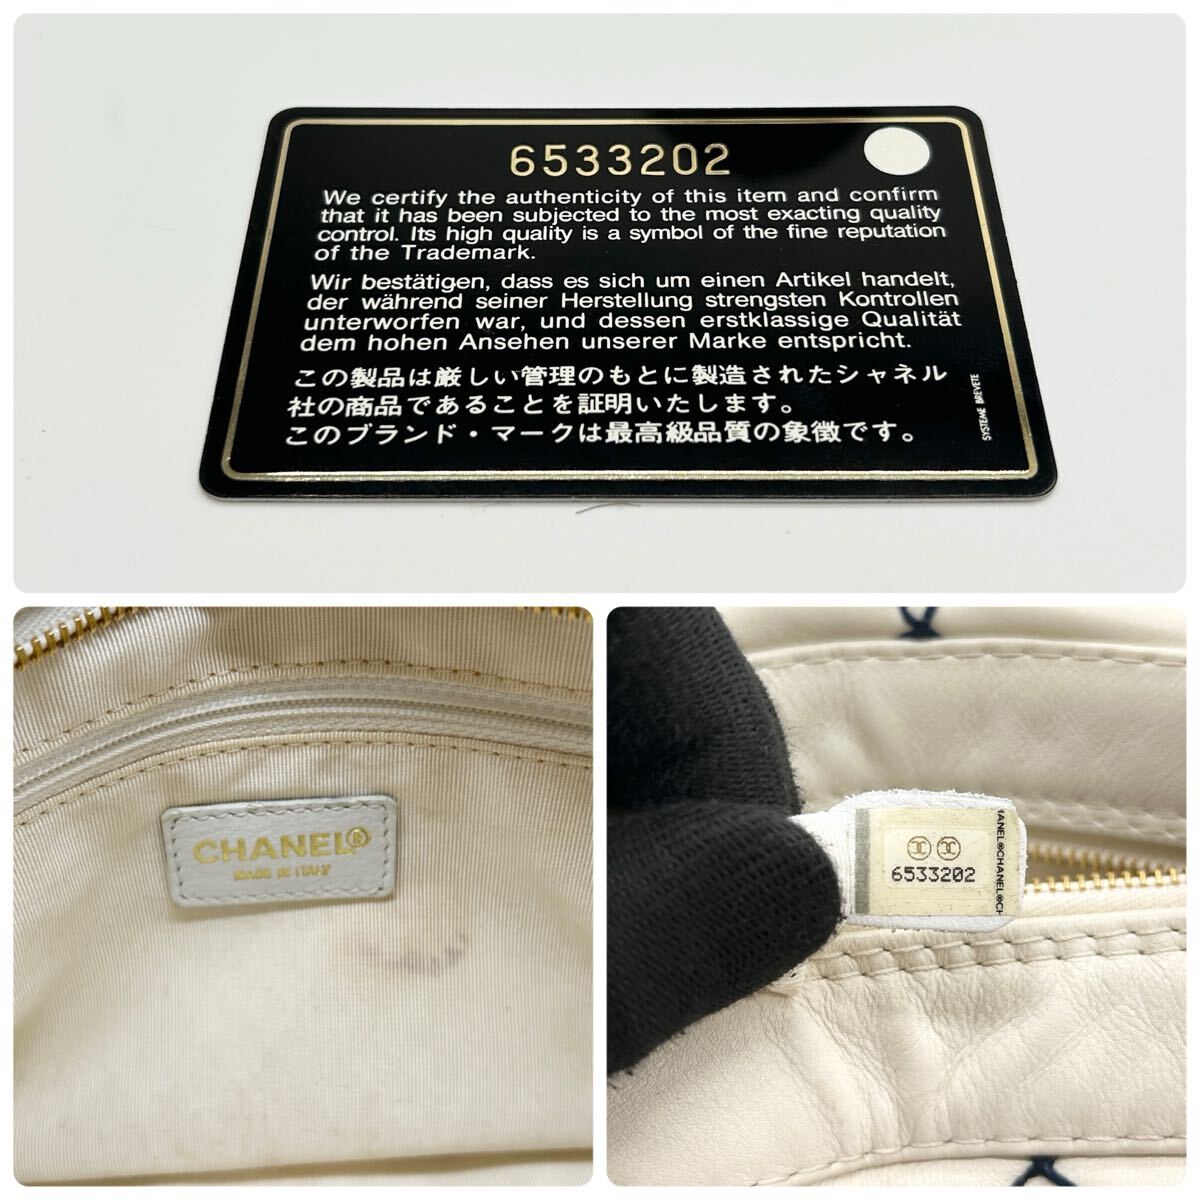 6533202
We certify the authenticity of this item and confirm
that it has been subjected to the most exacting quality
control. Its high quality is a symbol of the fine reputation
of the Trademark.
Wir bestätigen, dass es sich um einen Artikel handelt,
der während seiner Herstellung strengsten Kontrollen
unterworfen war, und dessen erstklassige Qualität
dem hohen Ansehen unserer Marke entspricht.
この製品は厳しい管理のもとに製造されたシャネル
社の商品であることを証明いたします。
このブランド・マークは最高級品質の象徴です。
SYSTEME BREVETE
CHANEL®
MADE IN ITALY
6533202
HANEL®CHANEL®CH